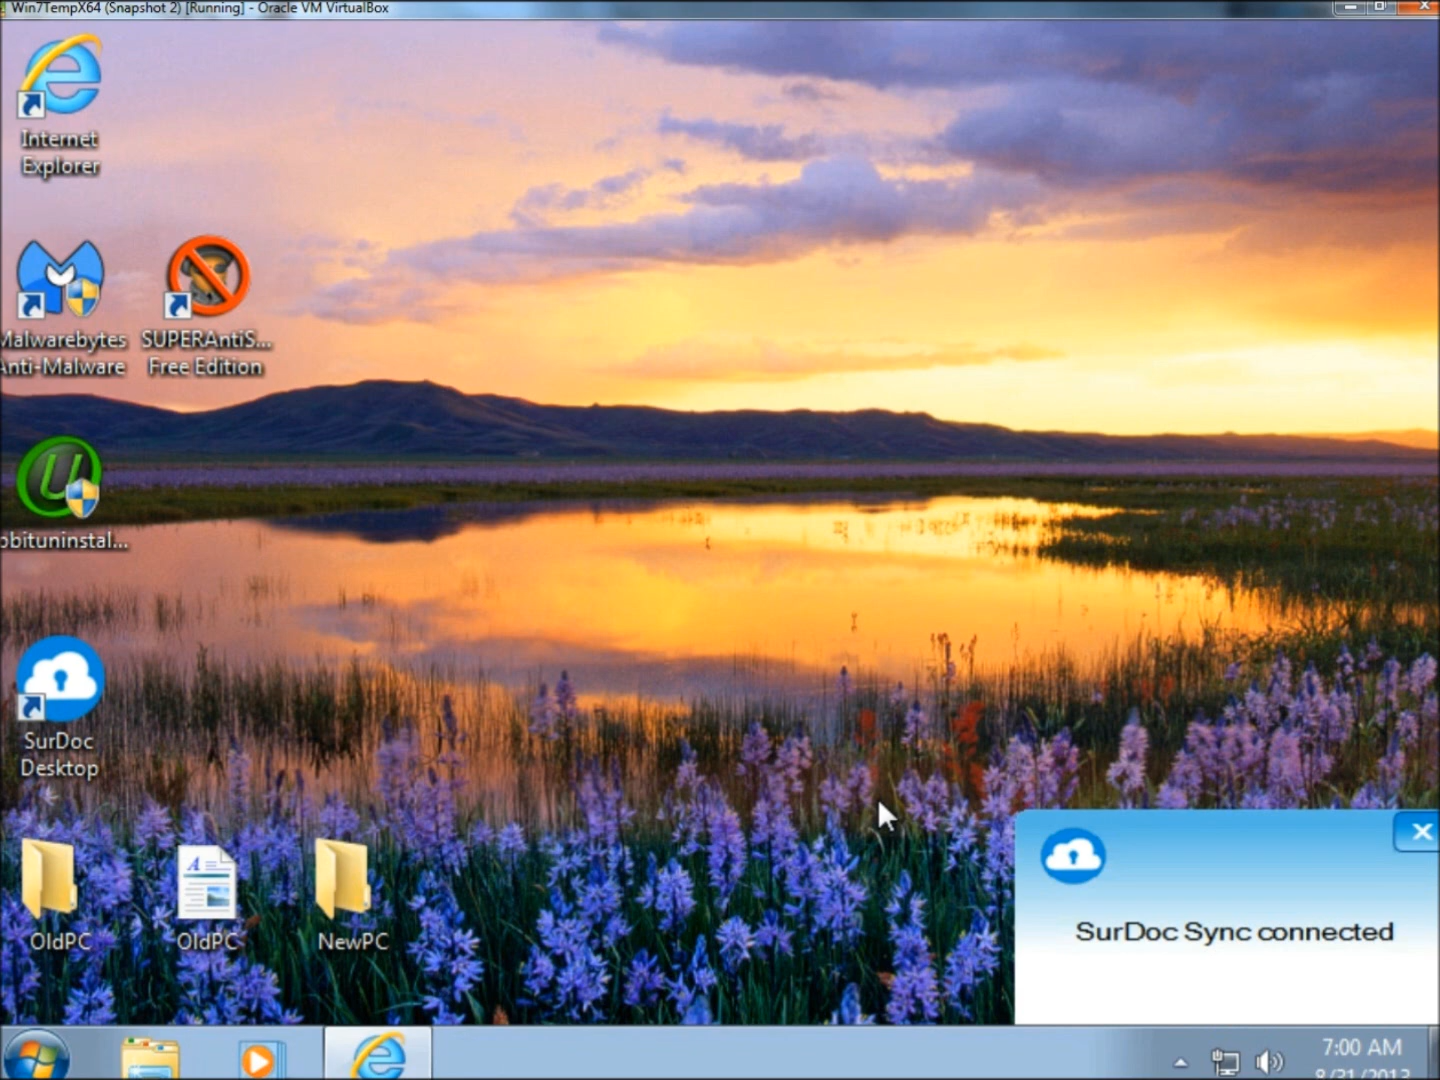 Win7TempX64 (Snapshot 2) [Running] - Oracle VM VirtualBox
Internet
Explorer
Malwarebytes
Anti-Malware
SUPERAntiS...
Free Edition
obituninstal...
SurDoc
Desktop
OldPC
OldPC
NewPC
SurDoc Sync connected
7:00 AM
8/31/2013